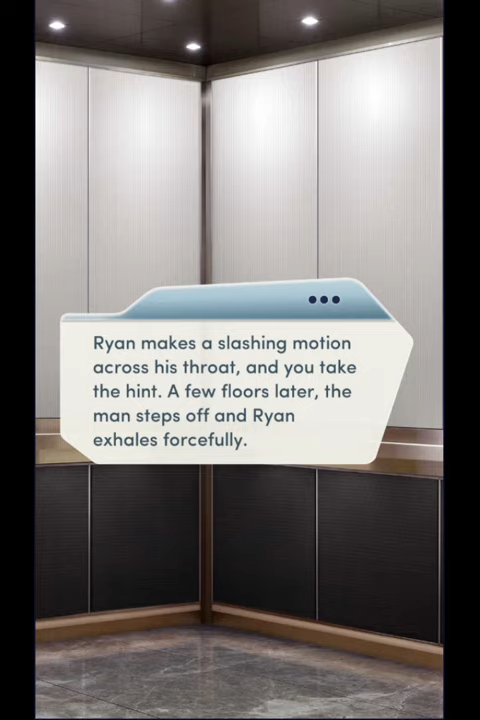 Ryan makes a slashing motion
across his throat, and you take
the hint. A few floors later, the
man steps off and Ryan
exhales forcefully.